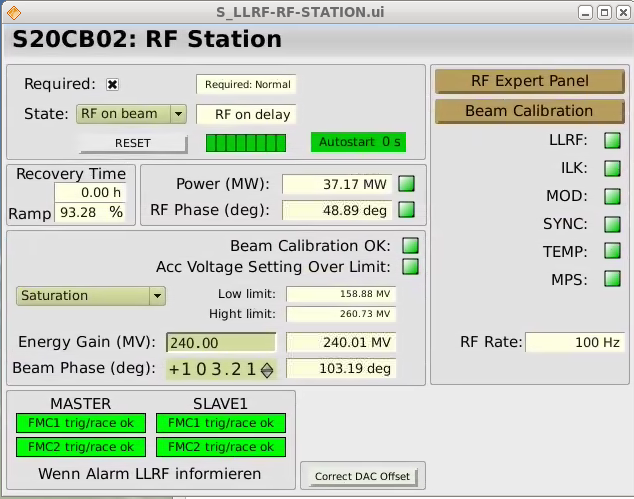 S_LLRF-RF-STATION.ui
S20CB02: RF Station
Required: Required: Normal
State: RF on beam RF on delay
RESET Autostart 0 s
RF Expert Panel
Beam Calibration
LLRF:
ILK:
MOD:
SYNC:
TEMP:
MPS:
RF Rate: 100 Hz
Recovery Time
0.00 h
Ramp 93.28 %
Power (MW): 37.17 MW
RF Phase (deg): 48.89 deg
Beam Calibration OK:
Acc Voltage Setting Over Limit:
Saturation
Low limit: 158.88 MV
Hight limit: 260.73 MV
Energy Gain (MV): 240.00 240.01 MV
Beam Phase (deg): +103.21 103.19 deg
MASTER SLAVE1
FMC1 trig/race ok FMC1 trig/race ok
FMC2 trig/race ok FMC2 trig/race ok
Wenn Alarm LLRF informieren
Correct DAC Offset